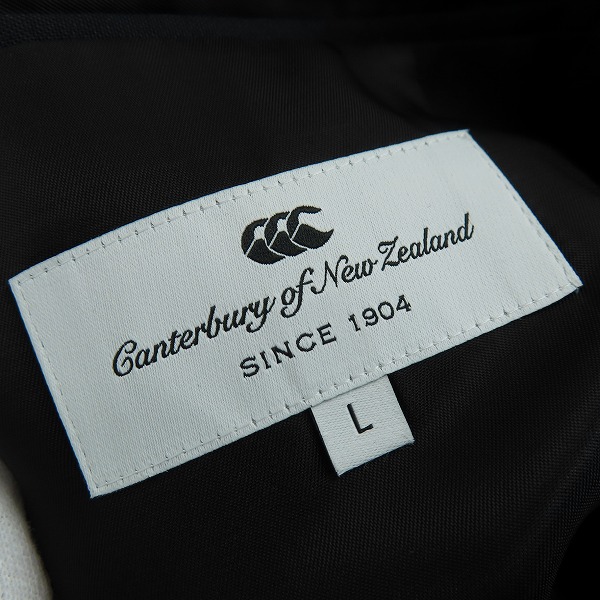 Canterbury of New Zealand
SINCE 1904
L